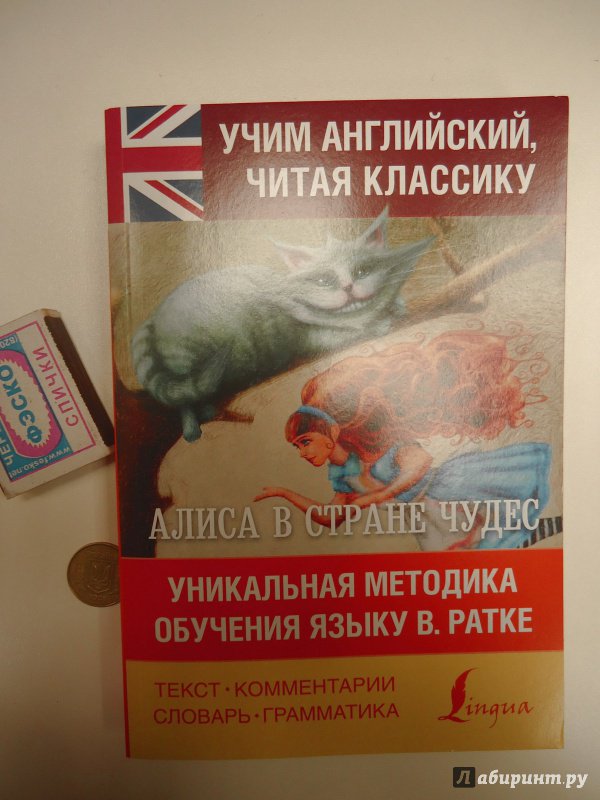 УЧИМ АНГЛИЙСКИЙ,
ЧИТАЯ КЛАССИКУ
АЛИСА В СТРАНЕ ЧУДЕС
УНИКАЛЬНАЯ МЕТОДИКА
ОБУЧЕНИЯ ЯЗЫКУ В. РАТКЕ
ТЕКСТ · КОММЕНТАРИИ
СЛОВАРЬ · ГРАММАТИКА
Lingua
ФЭСКО
СПИЧКИ
www.fesko.net
Лабиринт.ру